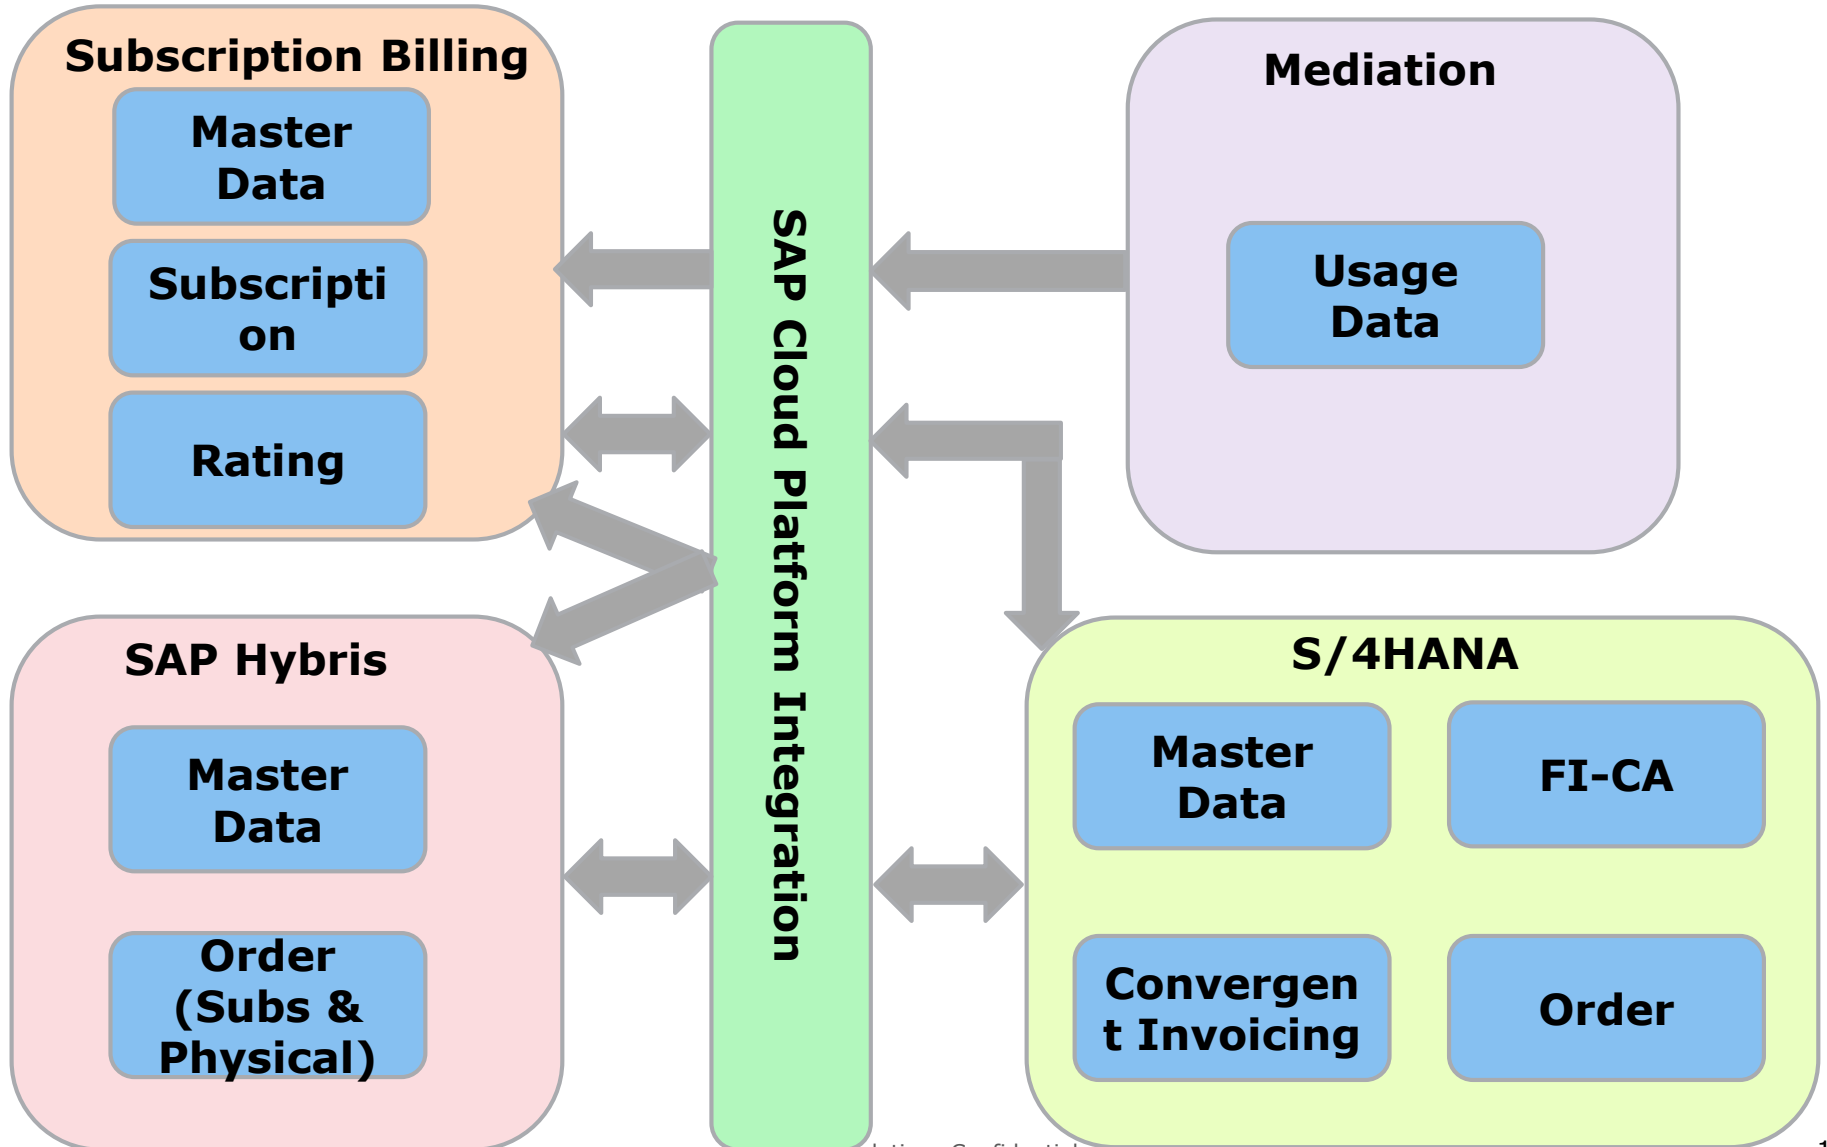 Subscription Billing
Master
Data
Subscripti
on
Rating
SAP Hybris
Master
Data
Order
(Subs &
Physical)
SAP Cloud Platform Integration
Mediation
Usage
Data
S/4HANA
Master
Data
FI-CA
Convergen
t Invoicing
Order
1